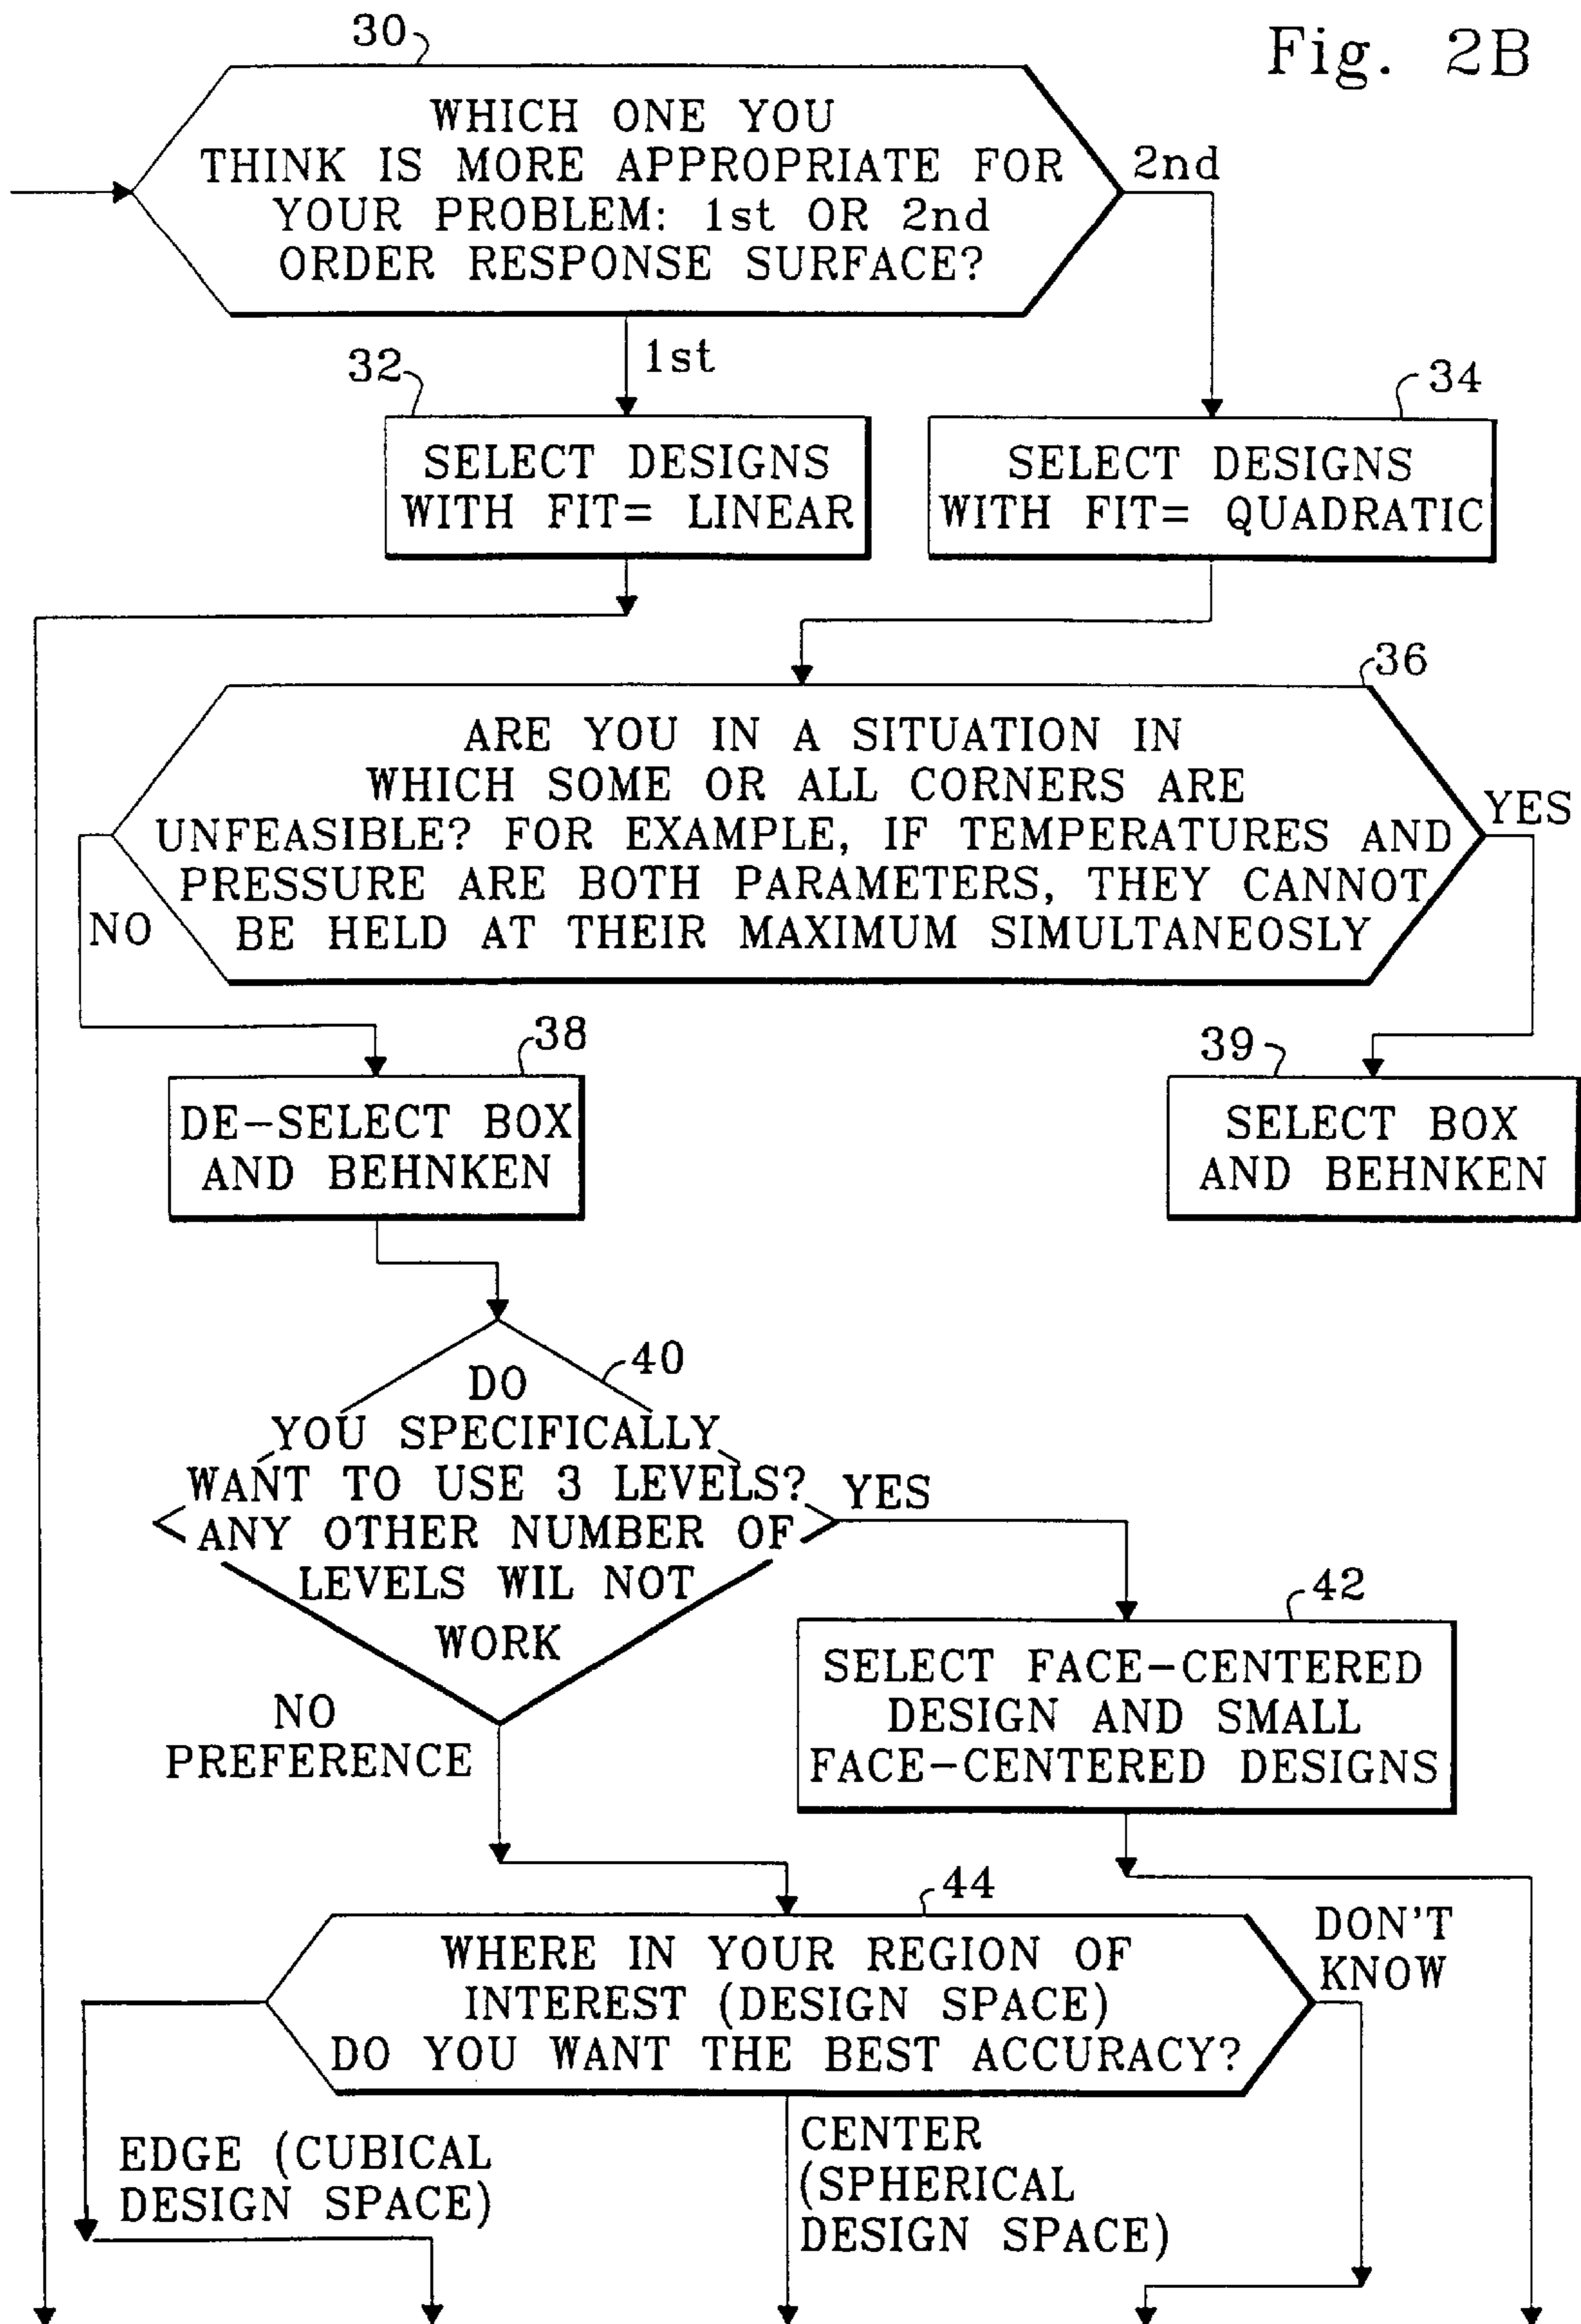 Fig. 2B
30
WHICH ONE YOU
THINK IS MORE APPROPRIATE FOR
YOUR PROBLEM: 1st OR 2nd
ORDER RESPONSE SURFACE?
2nd
1st
32
SELECT DESIGNS
WITH FIT= LINEAR
34
SELECT DESIGNS
WITH FIT= QUADRATIC
36
ARE YOU IN A SITUATION IN
WHICH SOME OR ALL CORNERS ARE
UNFEASIBLE? FOR EXAMPLE, IF TEMPERATURES AND
PRESSURE ARE BOTH PARAMETERS, THEY CANNOT
BE HELD AT THEIR MAXIMUM SIMULTANEOSLY
YES
NO
38
DE-SELECT BOX
AND BEHNKEN
39
SELECT BOX
AND BEHNKEN
40
DO
YOU SPECIFICALLY
WANT TO USE 3 LEVELS?
ANY OTHER NUMBER OF
LEVELS WIL NOT
WORK
YES
NO
PREFERENCE
42
SELECT FACE-CENTERED
DESIGN AND SMALL
FACE-CENTERED DESIGNS
44
WHERE IN YOUR REGION OF
INTEREST (DESIGN SPACE)
DO YOU WANT THE BEST ACCURACY?
DON'T
KNOW
EDGE (CUBICAL
DESIGN SPACE)
CENTER
(SPHERICAL
DESIGN SPACE)